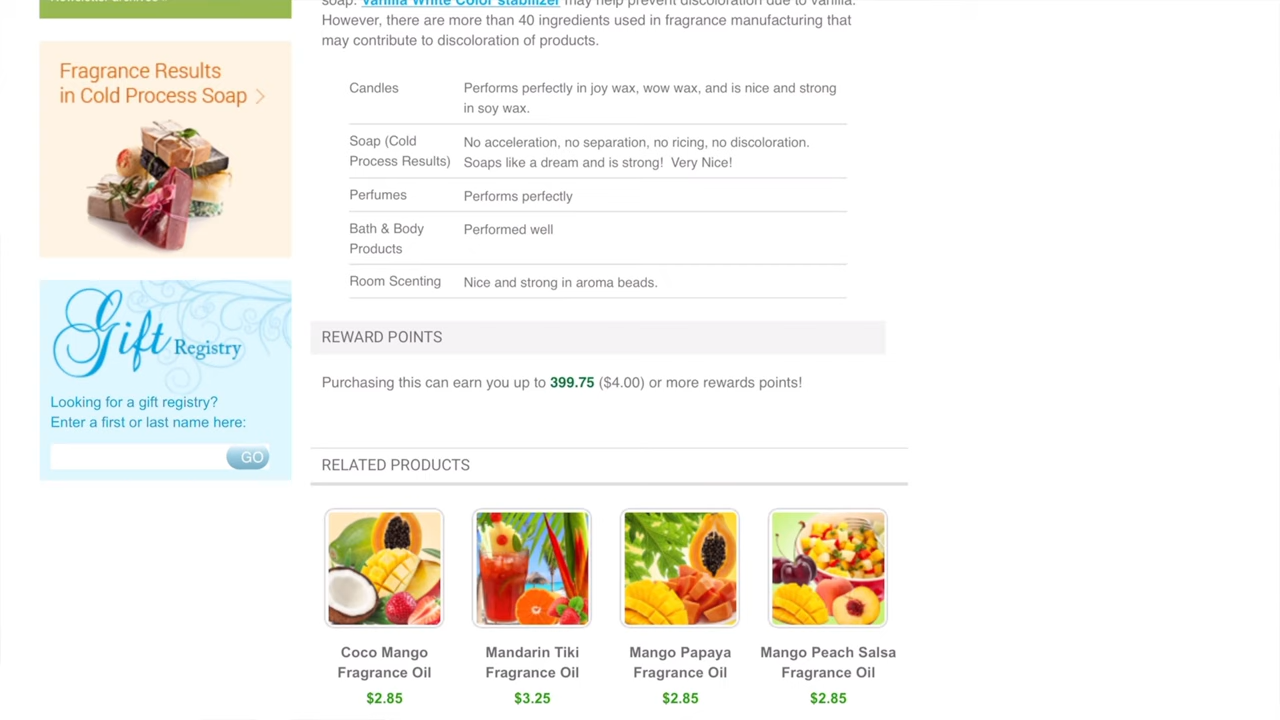 soap. Vanilla White Color stabilizer may help prevent discoloration due to vanilla.
However, there are more than 40 ingredients used in fragrance manufacturing that
may contribute to discoloration of products.
Fragrance Results
in Cold Process Soap >
Candles
Performs perfectly in joy wax, wow wax, and is nice and strong
in soy wax.
Soap (Cold
Process Results)
No acceleration, no separation, no ricing, no discoloration.
Soaps like a dream and is strong! Very Nice!
Perfumes
Performs perfectly
Bath & Body
Products
Performed well
Room Scenting
Nice and strong in aroma beads.
Gift Registry
Looking for a gift registry?
Enter a first or last name here:
GO
REWARD POINTS
Purchasing this can earn you up to 399.75 ($4.00) or more rewards points!
RELATED PRODUCTS
Coco Mango
Fragrance Oil
$2.85
Mandarin Tiki
Fragrance Oil
$3.25
Mango Papaya
Fragrance Oil
$2.85
Mango Peach Salsa
Fragrance Oil
$2.85